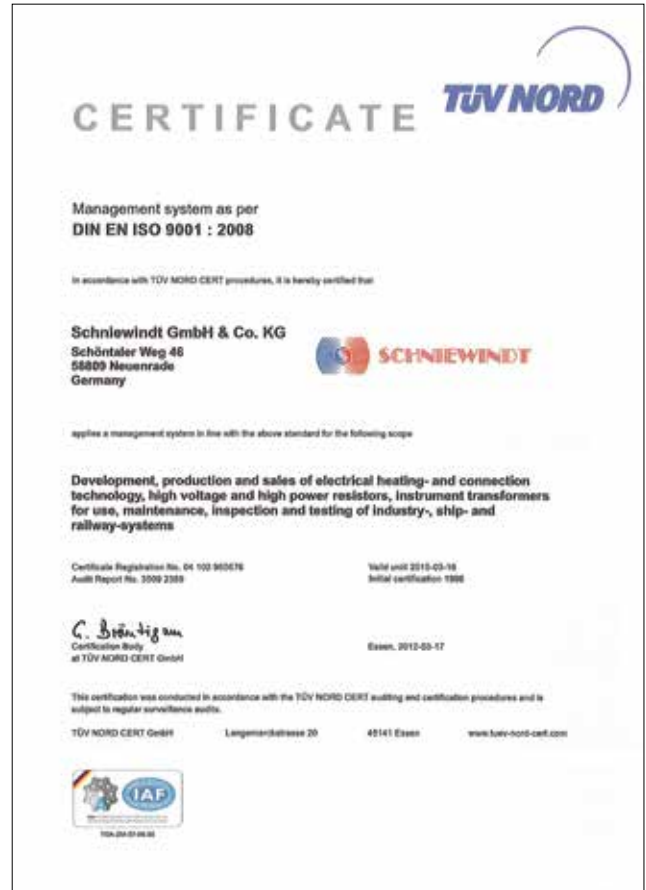 TÜV NORD
CERTIFICATE
Management system as per
DIN EN ISO 9001 : 2008
In accordance with TÜV NORD CERT procedures, it is hereby certified that
Schniewindt GmbH & Co. KG
Schöntaler Weg 46
58809 Neuenrade
Germany
SCHNIEWINDT
applies a management system in line with the above standard for the following scope
Development, production and sales of electrical heating- and connection
technology, high voltage and high power resistors, instrument transformers
for use, maintenance, inspection and testing of industry-, ship- and
railway-systems
Certificate Registration No. 04 100
Audit Report No. 3509 2389
Valid until 2015-03-16
Initial certification
Certification Body
at TÜV NORD CERT GmbH
Essen, 2012-03-17
This certification was conducted in accordance with the TÜV NORD CERT auditing and certification procedures and is
subject to regular surveillance audits.
TÜV NORD CERT GmbH Langemarckstrasse 20 45141 Essen www.tuev-nord-cert.com
IAF